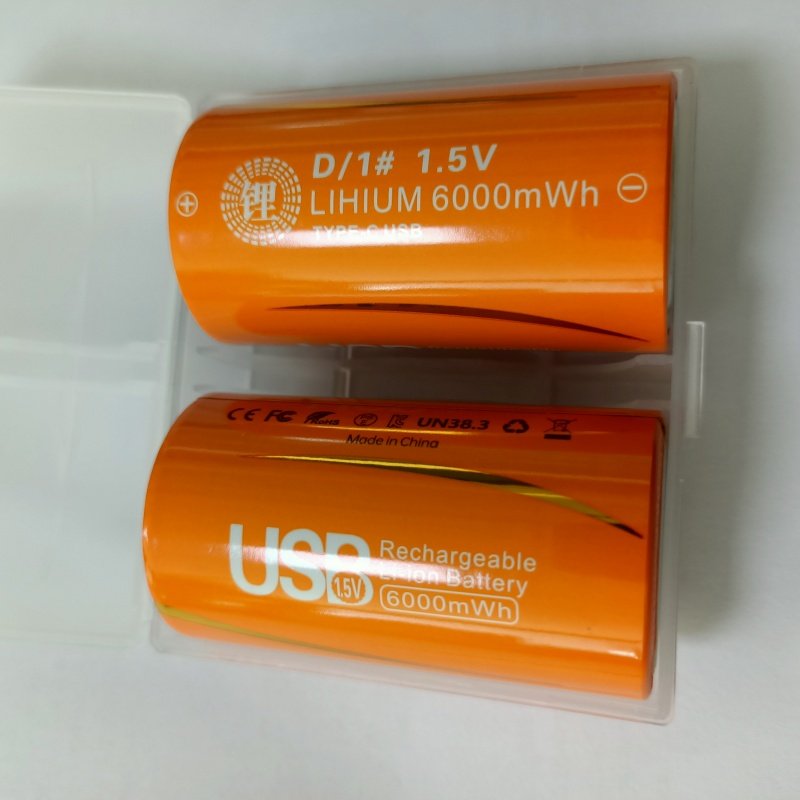 D/1# 1.5V
锂
LIHIUM 6000mWh
TYPE-C USB
CE FC RoHS UN38.3
Made in China
USB
1.5V
Rechargeable
Li-ion Battery
6000mWh